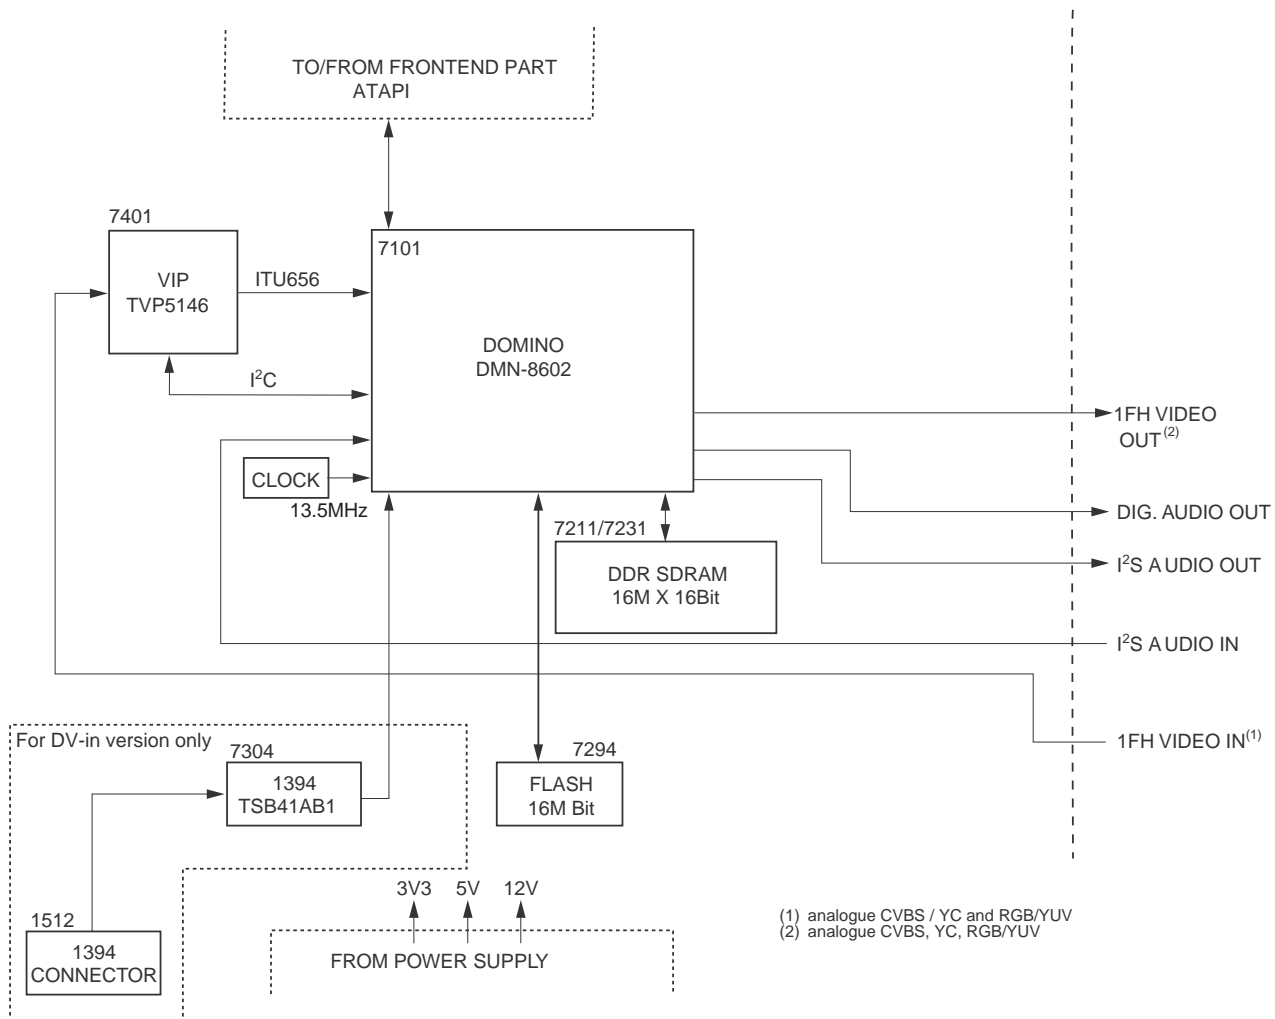 TO/FROM FRONTEND PART
ATAPI
7401
VIP
TVP5146
ITU656
I²C
7101
DOMINO
DMN-8602
CLOCK
13.5MHz
7211/7231
DDR SDRAM
16M X 16Bit
1FH VIDEO
OUT(2)
DIG. AUDIO OUT
I²S AUDIO OUT
I²S AUDIO IN
1FH VIDEO IN(1)
For DV-in version only
7304
1394
TSB41AB1
7294
FLASH
16M Bit
1512
1394
CONNECTOR
3V3 5V 12V
FROM POWER SUPPLY
(1) analogue CVBS / YC and RGB/YUV
(2) analogue CVBS, YC, RGB/YUV